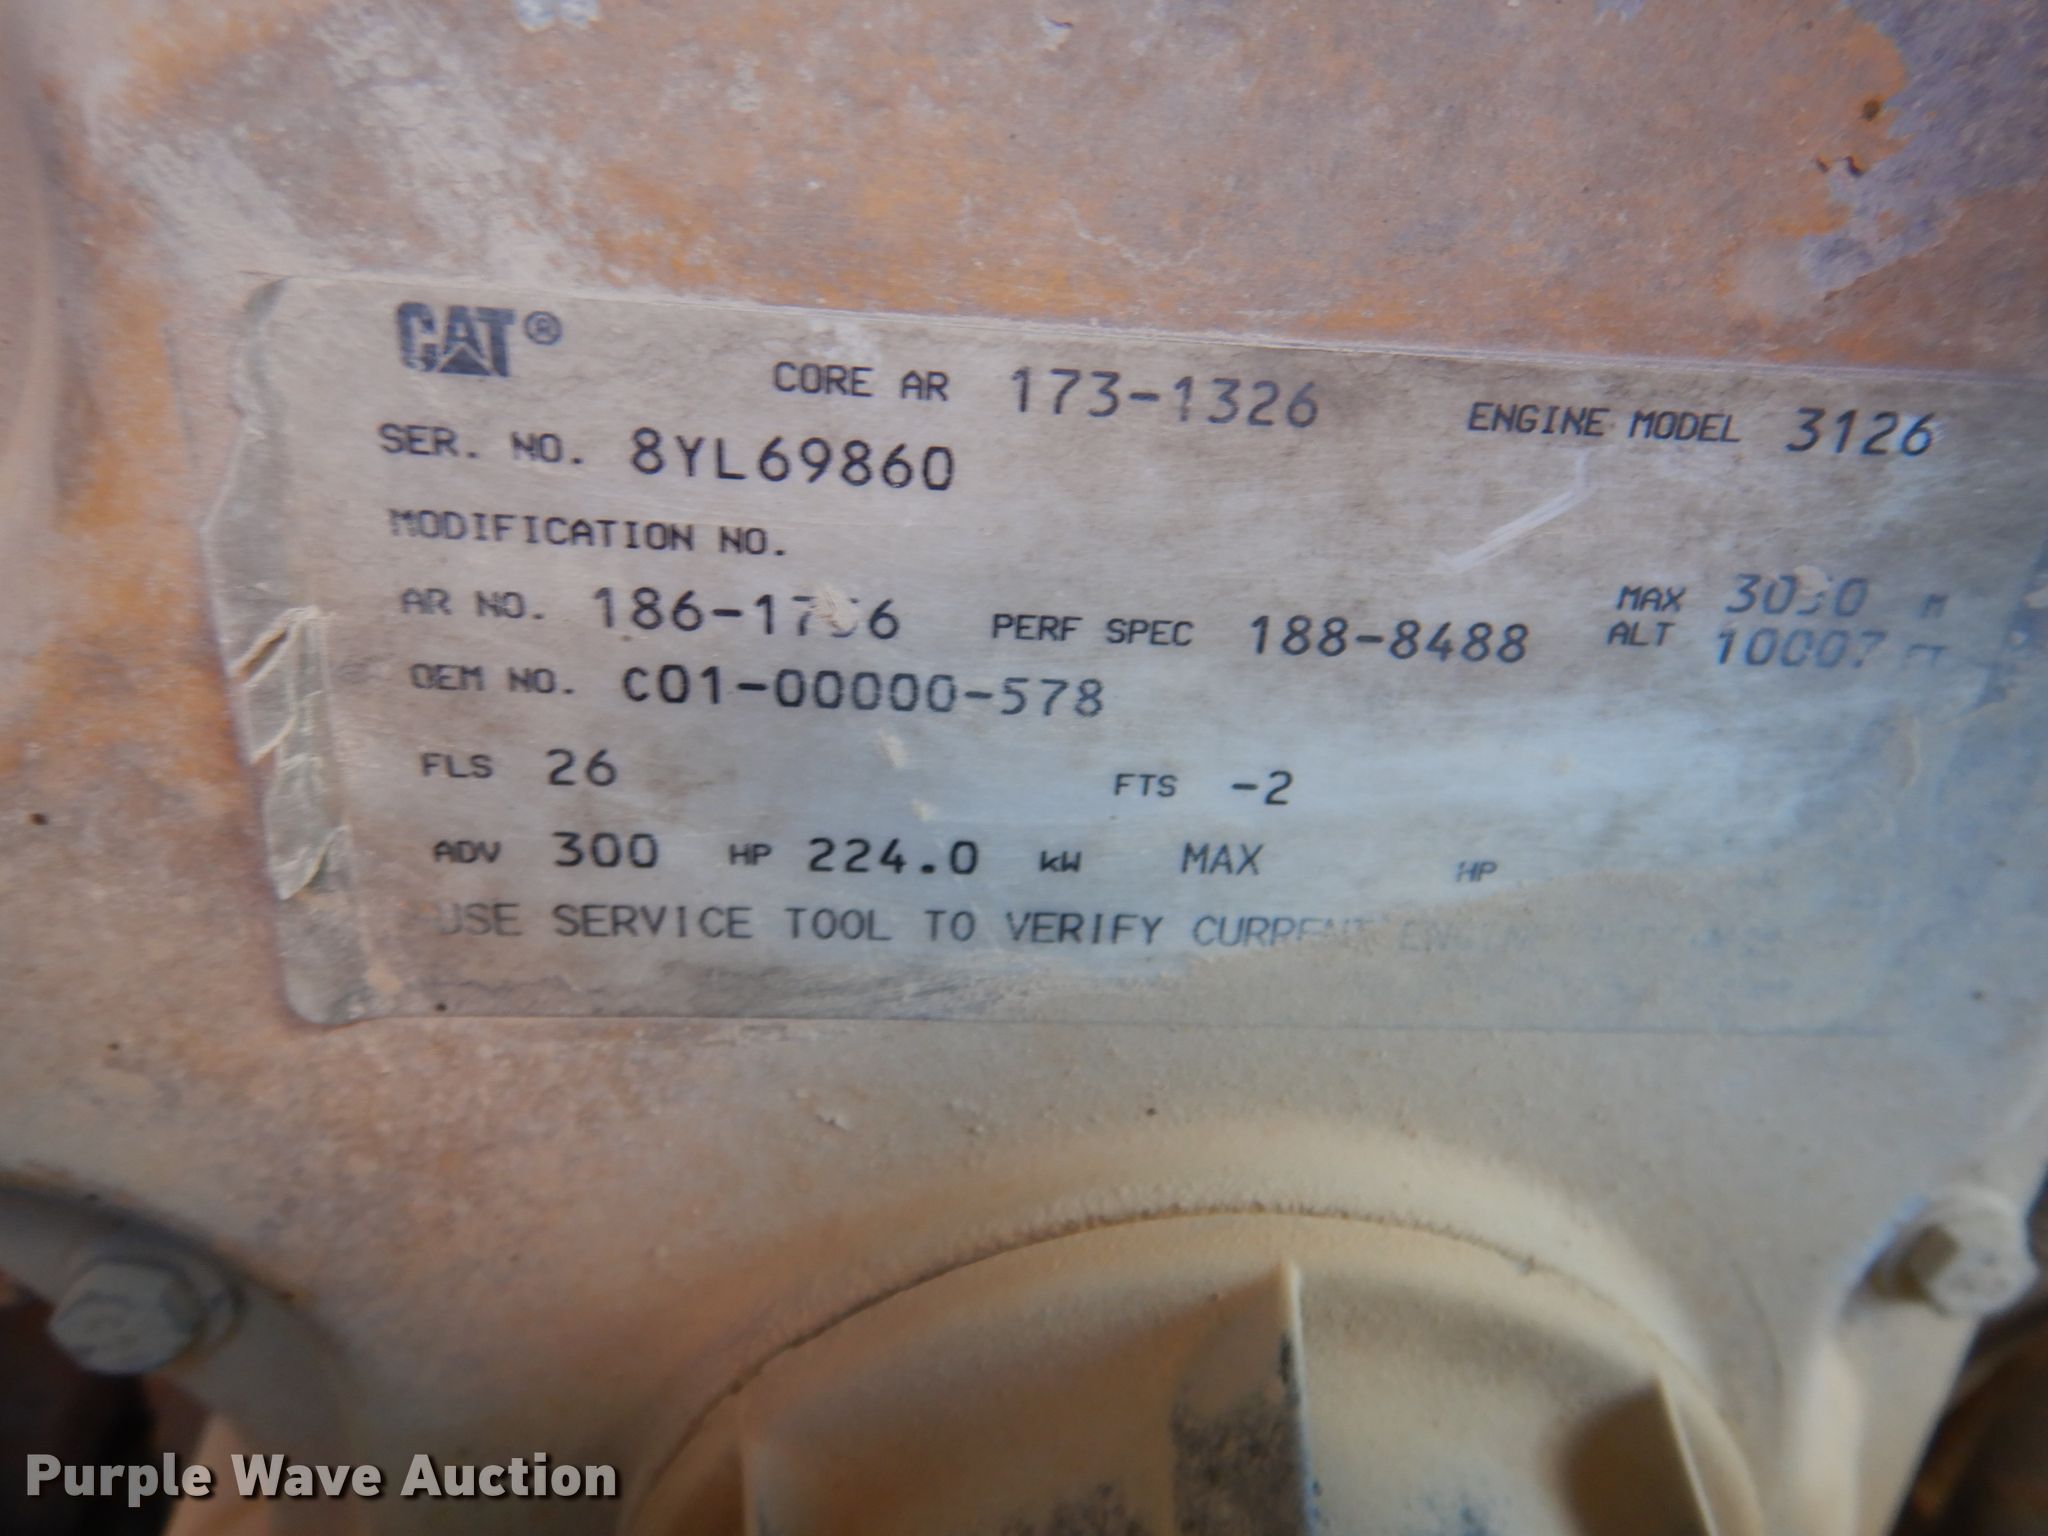 CAT®
CORE AR 173-1326 ENGINE MODEL 3126
SER. NO. 8YL69860
MODIFICATION NO.
AR NO. PERF SPEC 188-8488 MAX ALT M
OEM NO. C01-00000-578
FLS 26 FTS -2
ADV 300 HP 224.0 kW MAX HP
USE SERVICE TOOL TO VERIFY CURRENT
Purple Wave Auction